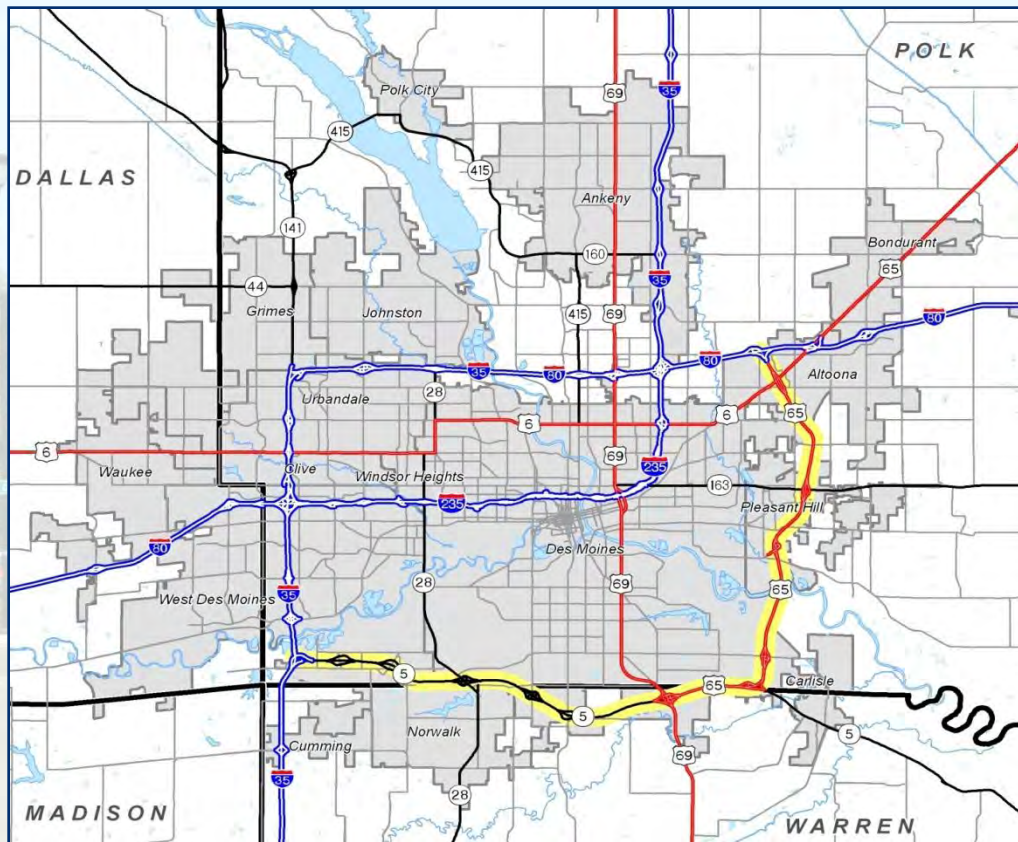 POLK
69
35
Polk City
415
415
DALLAS
Ankeny
141
Bondurant
160
65
35
44
Grimes
Johnston
415
69
80
80
35
80
Altoona
28
Urbandale
65
6
6
6
69
Waukee
Clive
Windsor Heights
235
163
235
Pleasant Hill
80
Des Moines
28
69
65
35
West Des Moines
5
65
Carlisle
Norwalk
5
5
Cumming
69
35
28
MADISON
WARREN